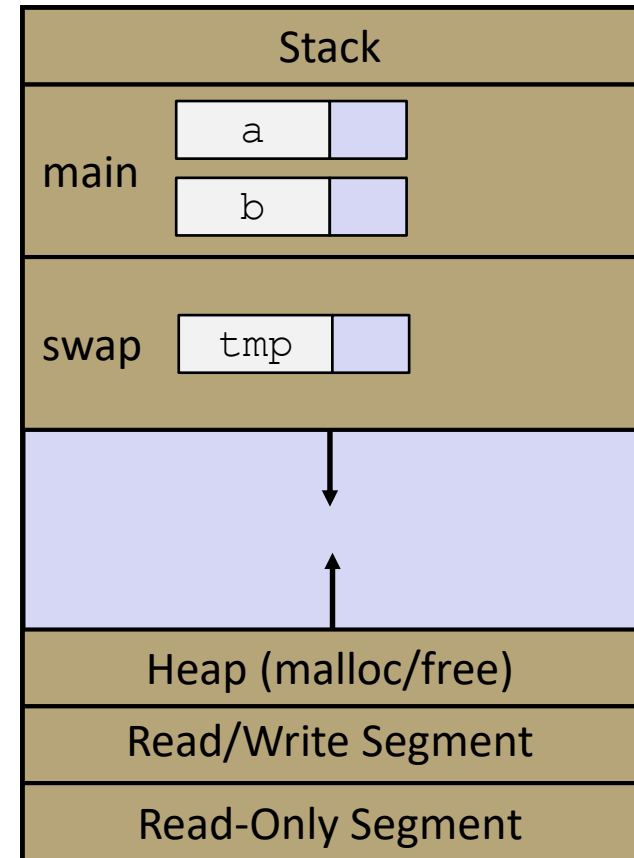 Stack
main
a
b
swap
tmp
Heap (malloc/free)
Read/Write Segment
Read-Only Segment